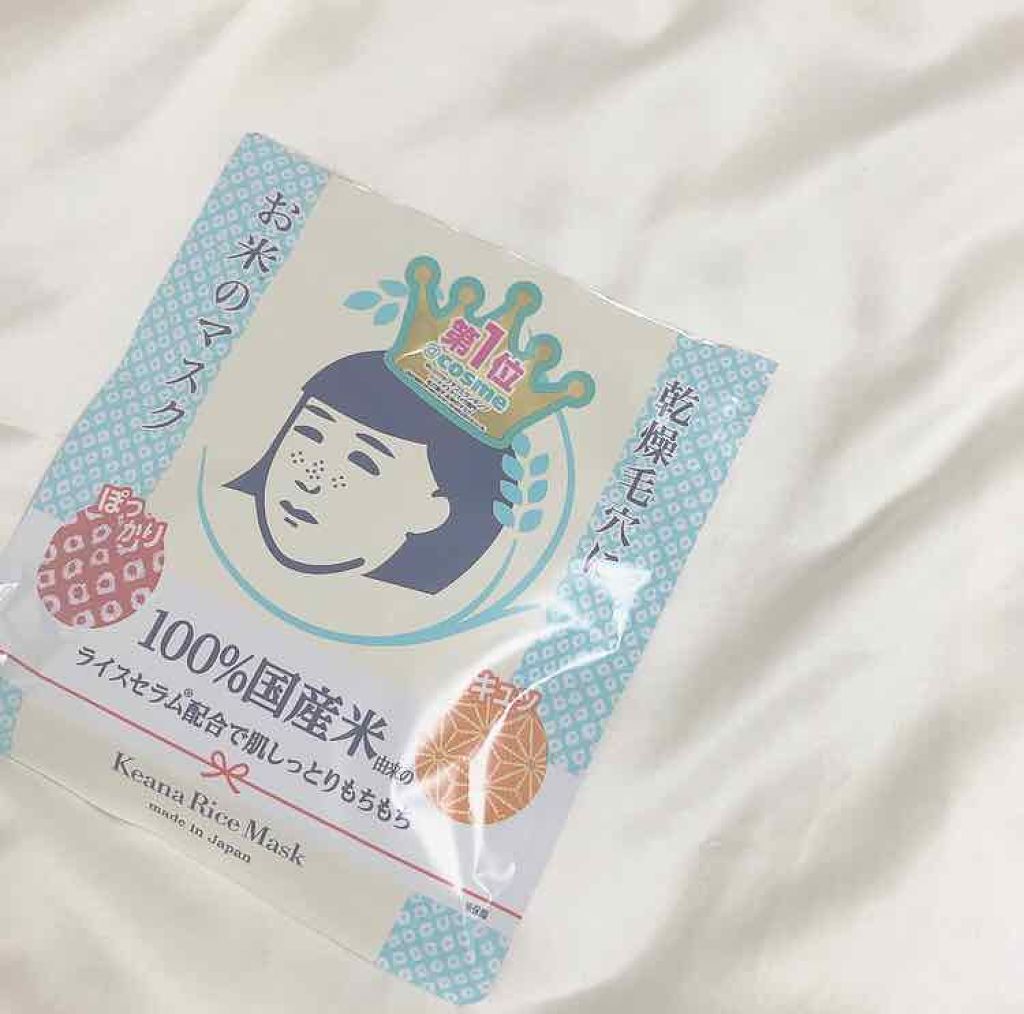 乾燥毛穴に
お米のマスク
第1位
@cosme
ぽっかり
キュッ
100%国産米由来の
ライスセラム®配合で肌しっとりもちもち
Keana Rice Mask
made in Japan
※保湿